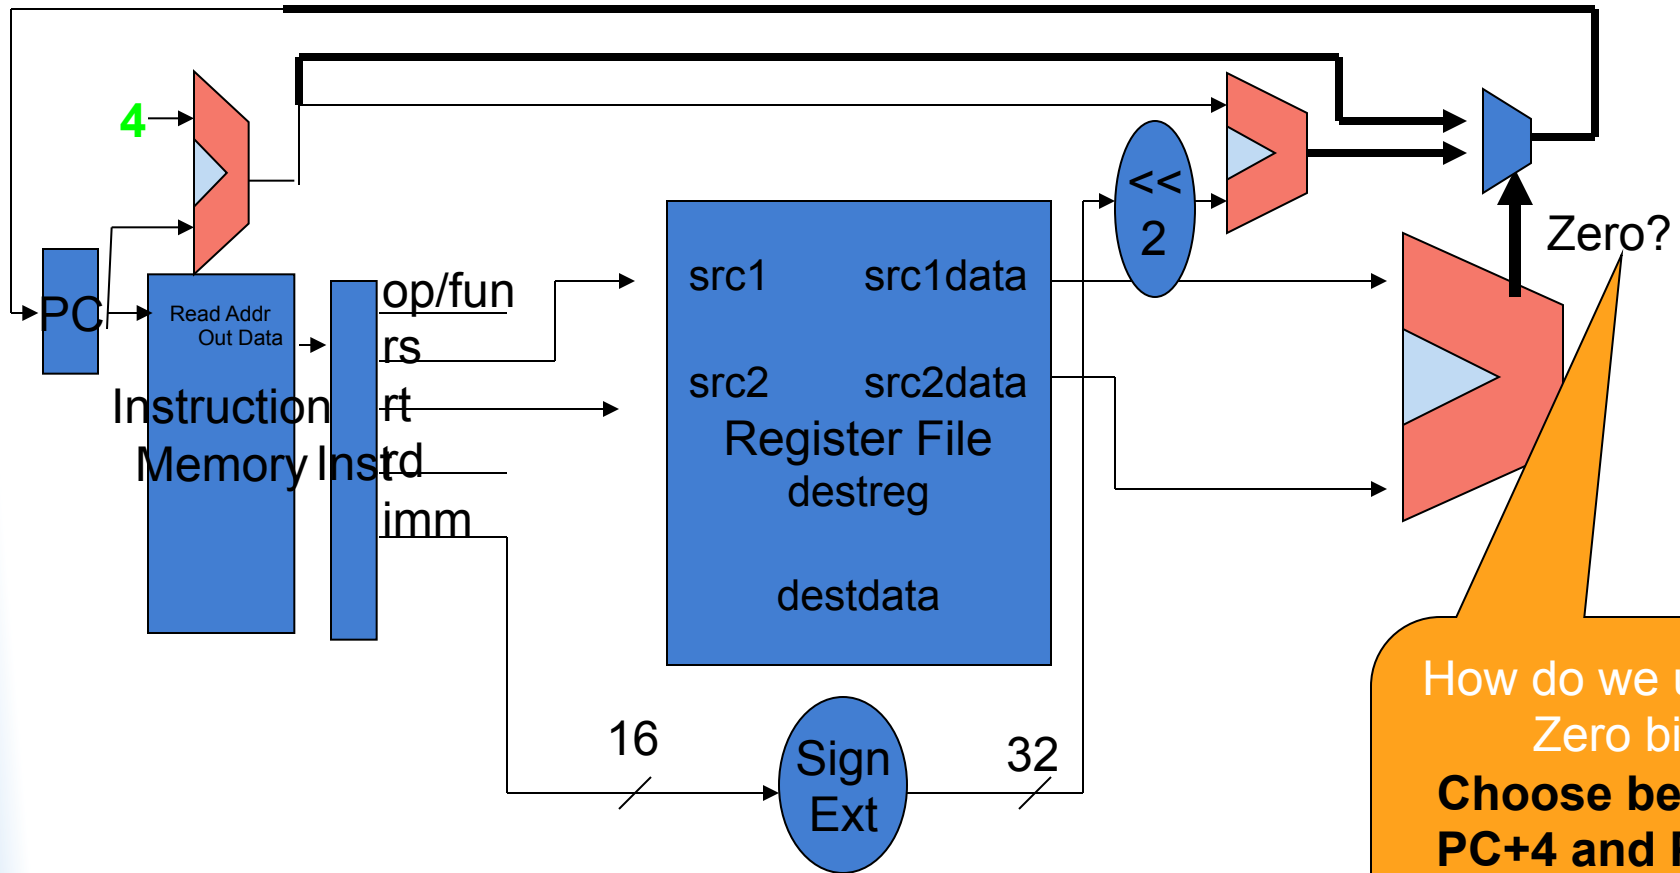 4
<<
2
Zero?
PC
Read Addr
Out Data
Instruction
Memory
Inst
op/fun
rs
rt
rd
imm
src1
src1data
src2
src2data
Register File
destreg
destdata
16
Sign
Ext
32
How do we u
Zero bi
Choose be
PC+4 and P